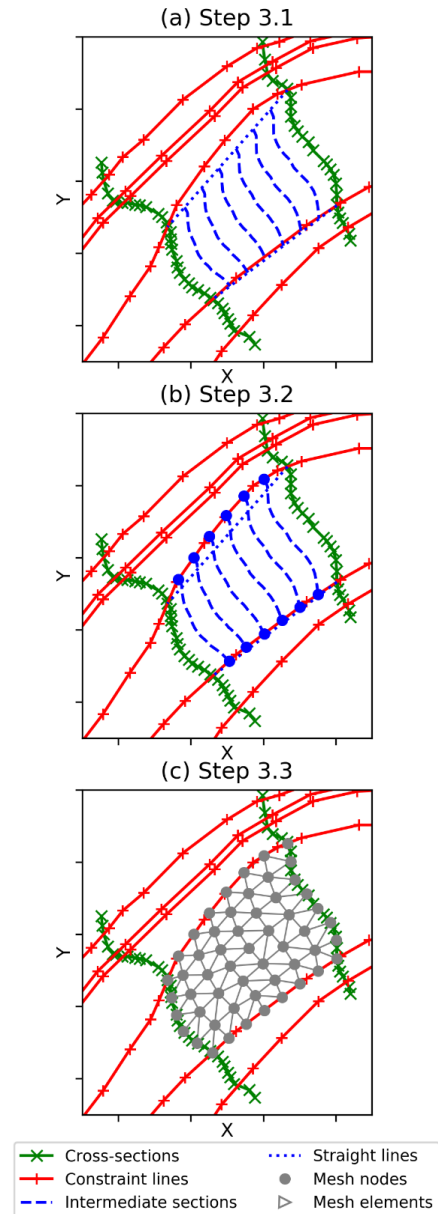 (a) Step 3.1
Y
X
(b) Step 3.2
Y
X
(c) Step 3.3
Y
X
Cross-sections
Constraint lines
Intermediate sections
Straight lines
Mesh nodes
Mesh elements